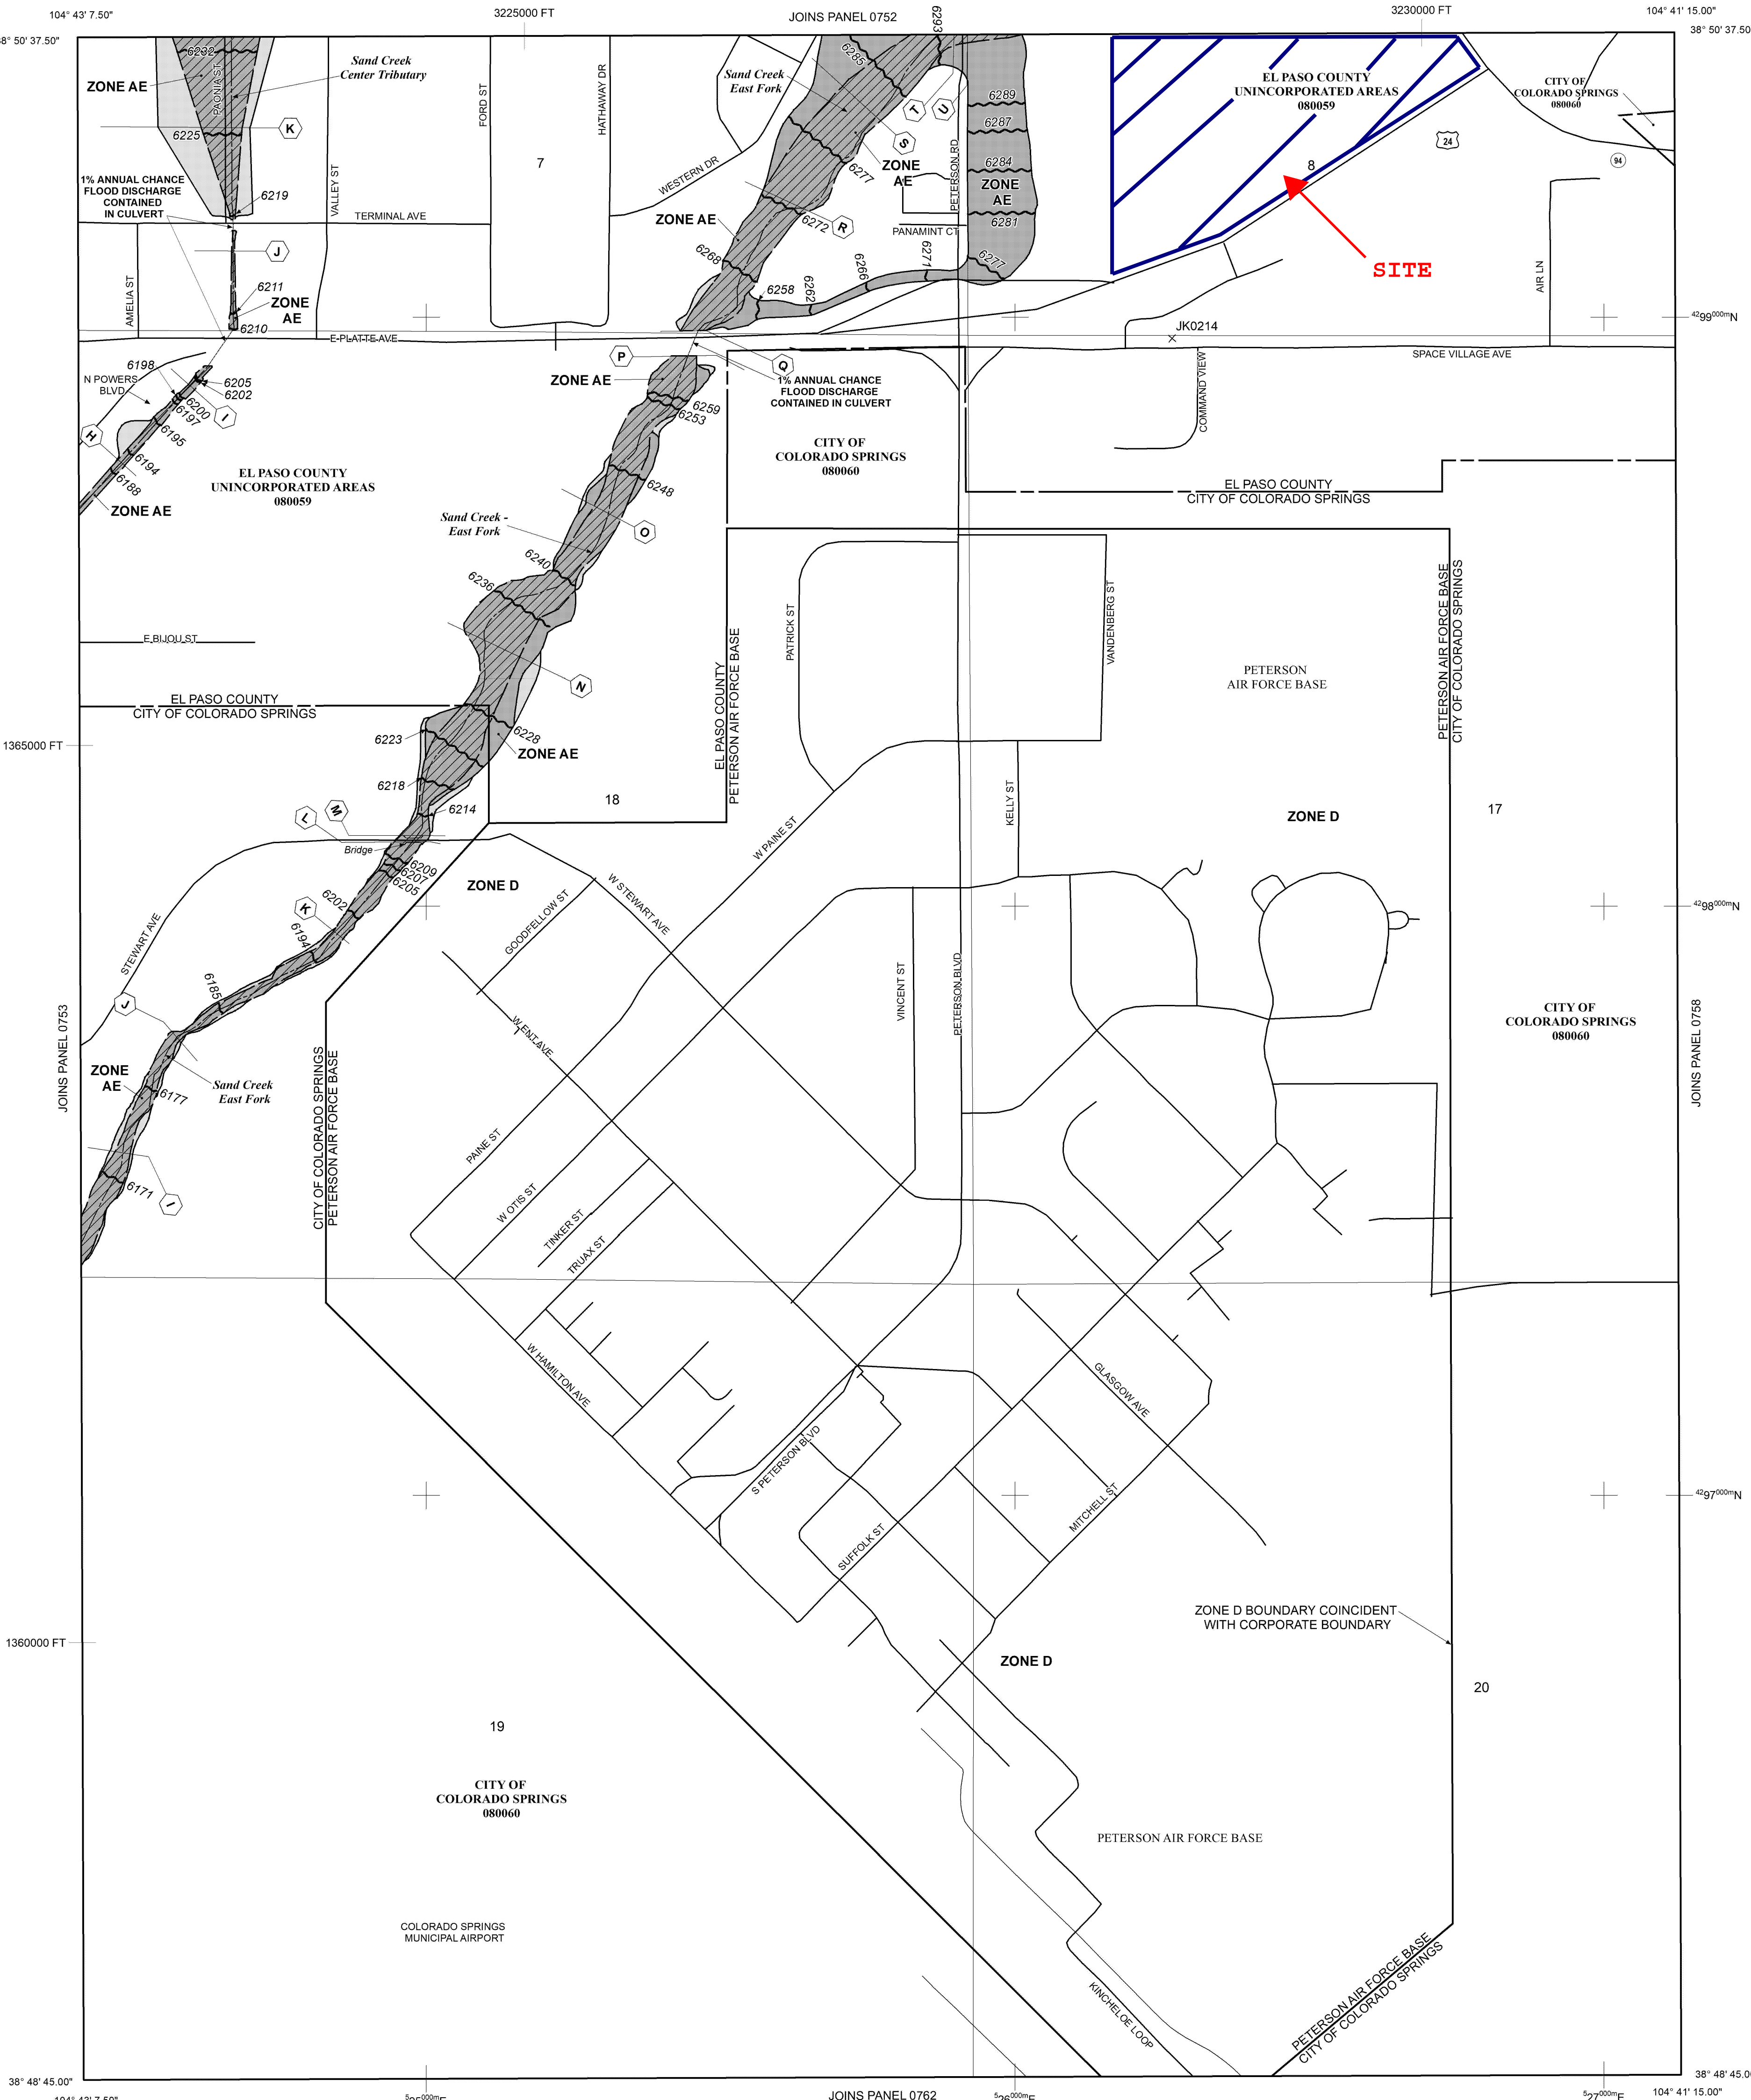 104° 43' 7.50"
3225000 FT
JOINS PANEL 0752
6293
3230000 FT
104° 41' 15.00"
8° 50' 37.50"
38° 50' 37.50
6232
ZONE AE
PAONIA ST
Sand Creek
Center Tributary
K
6225
FORD ST
HATHAWAY DR
7
VALLEY ST
Sand Creek
East Fork
6285
T
U
S
6289
6287
6284
ZONE
AE
6281
6277
ZONE
AE
PETERSON RD
6277
WESTERN DR
R
6272
PANAMINT CT
ZONE AE
6268
6271
6266
6262
6258
EL PASO COUNTY
UNINCORPORATED AREAS
080059
CITY OF
COLORADO SPRINGS
080060
24
94
8
SITE
AIR LN
1% ANNUAL CHANCE
FLOOD DISCHARGE
CONTAINED
IN CULVERT
6219
TERMINAL AVE
J
AMELIA ST
6211
ZONE
AE
6210
E PLATTE AVE
JK0214
4299000mN
SPACE VILLAGE AVE
COMMAND VIEW
P
Q
ZONE AE
1% ANNUAL CHANCE
FLOOD DISCHARGE
CONTAINED IN CULVERT
6198
N POWERS
BLVD
6205
6202
6200
6197
6195
6194
6188
H
I
ZONE AE
EL PASO COUNTY
UNINCORPORATED AREAS
080059
6259
6253
6248
O
Sand Creek -
East Fork
6240
6236
N
CITY OF
COLORADO SPRINGS
080060
EL PASO COUNTY
CITY OF COLORADO SPRINGS
E BIJOU ST
EL PASO COUNTY
CITY OF COLORADO SPRINGS
EL PASO COUNTY
PETERSON AIR FORCE BASE
PATRICK ST
VANDENBERG ST
PETERSON
AIR FORCE BASE
PETERSON AIR FORCE BASE
CITY OF COLORADO SPRINGS
1365000 FT
6223
6228
ZONE AE
6218
6214
18
M
L
Bridge
6209
6207
6205
6202
K
6194
6185
ZONE D
W PAINE ST
KELLY ST
ZONE D
17
GOODFELLOW ST
W STEWART AVE
STEWART AVE
4298000mN
VINCENT ST
PETERSON BLVD
W ENT AVE
CITY OF
COLORADO SPRINGS
080060
JOINS PANEL 0753
JOINS PANEL 0758
J
ZONE
AE
Sand Creek
East Fork
6177
6171
I
CITY OF COLORADO SPRINGS
PETERSON AIR FORCE BASE
PAINE ST
W OTIS ST
TINKER ST
TRUAX ST
W HAMILTON AVE
GLASGOW AVE
S PETERSON BLVD
MITCHELL ST
SUFFOLK ST
4297000mN
ZONE D BOUNDARY COINCIDENT
WITH CORPORATE BOUNDARY
1360000 FT
ZONE D
20
19
CITY OF
COLORADO SPRINGS
080060
PETERSON AIR FORCE BASE
COLORADO SPRINGS
MUNICIPAL AIRPORT
KINCHELOE LOOP
PETERSON AIR FORCE BASE
CITY OF COLORADO SPRINGS
38° 48' 45.00"
38° 48' 45.0
104° 43' 7.50"
525000mE
JOINS PANEL 0762
526000mE
527000mE
104° 41' 15.00"